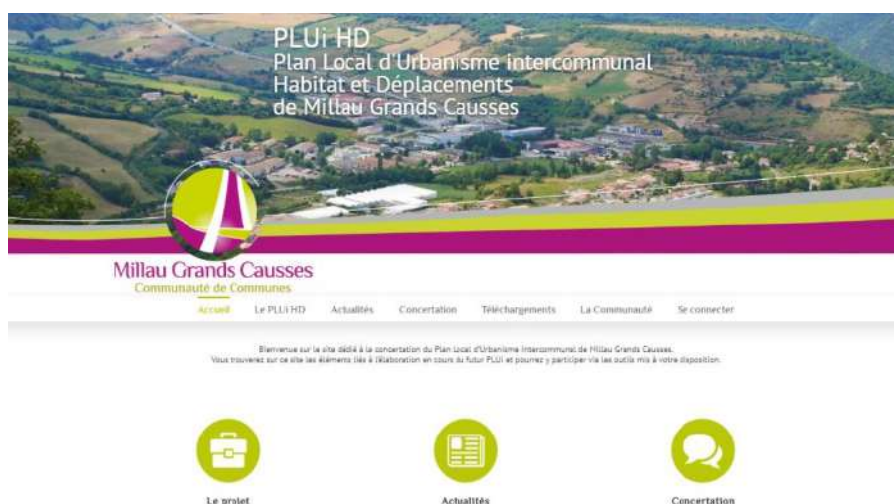 PLUi HD
Plan Local d'Urbanisme intercommunal
Habitat et Déplacements
de Millau Grands Causses
Millau Grands Causses
Communauté de Communes
Accueil Le PLUi HD Actualités Concertation Téléchargements La Communauté Se connecter
Bienvenue sur le site dédié à la concertation du Plan Local d'Urbanisme Intercommunal de Millau Grands Causses.
Vous trouverez sur ce site les éléments liés à l'élaboration en cours du futur PLUi et pourrez y participer via les outils mis à votre disposition.
Le projet Actualités Concertation